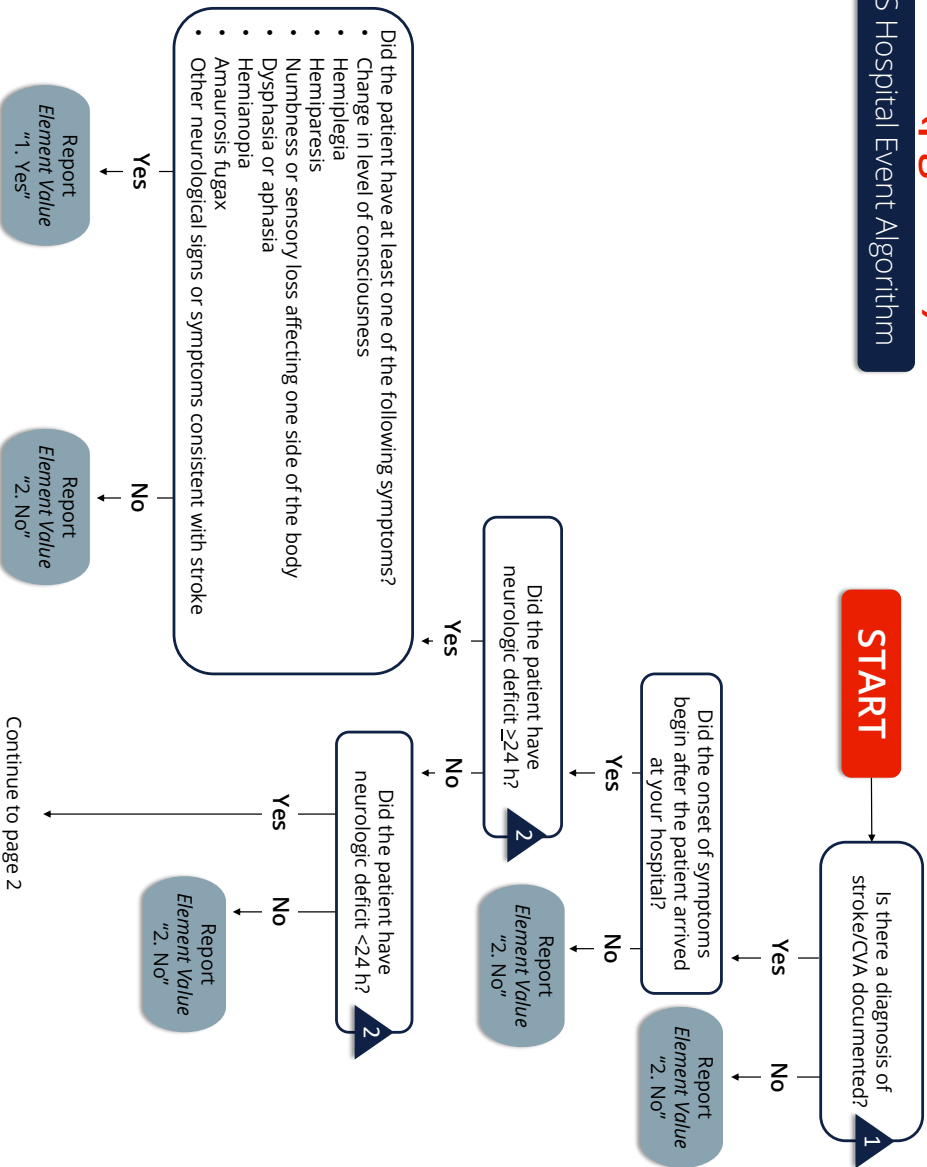 S Hospital Event Algorithm
START
Is there a diagnosis of
stroke/CVA documented?
1
Yes
No
Report
Element Value
“2. No”
Did the onset of symptoms
begin after the patient arrived
at your hospital?
Yes
No
Report
Element Value
“2. No”
Did the patient have
neurologic deficit ≥24 h?
2
Yes
No
Did the patient have
neurologic deficit <24 h?
2
Yes
No
Report
Element Value
“2. No”
Continue to page 2
Did the patient have at least one of the following symptoms?
• Change in level of consciousness
• Hemiplegia
• Hemiparesis
• Numbness or sensory loss affecting one side of the body
• Dysphasia or aphasia
• Hemianopia
• Amaurosis fugax
• Other neurological signs or symptoms consistent with stroke
Yes
No
Report
Element Value
“1. Yes”
Report
Element Value
“2. No”